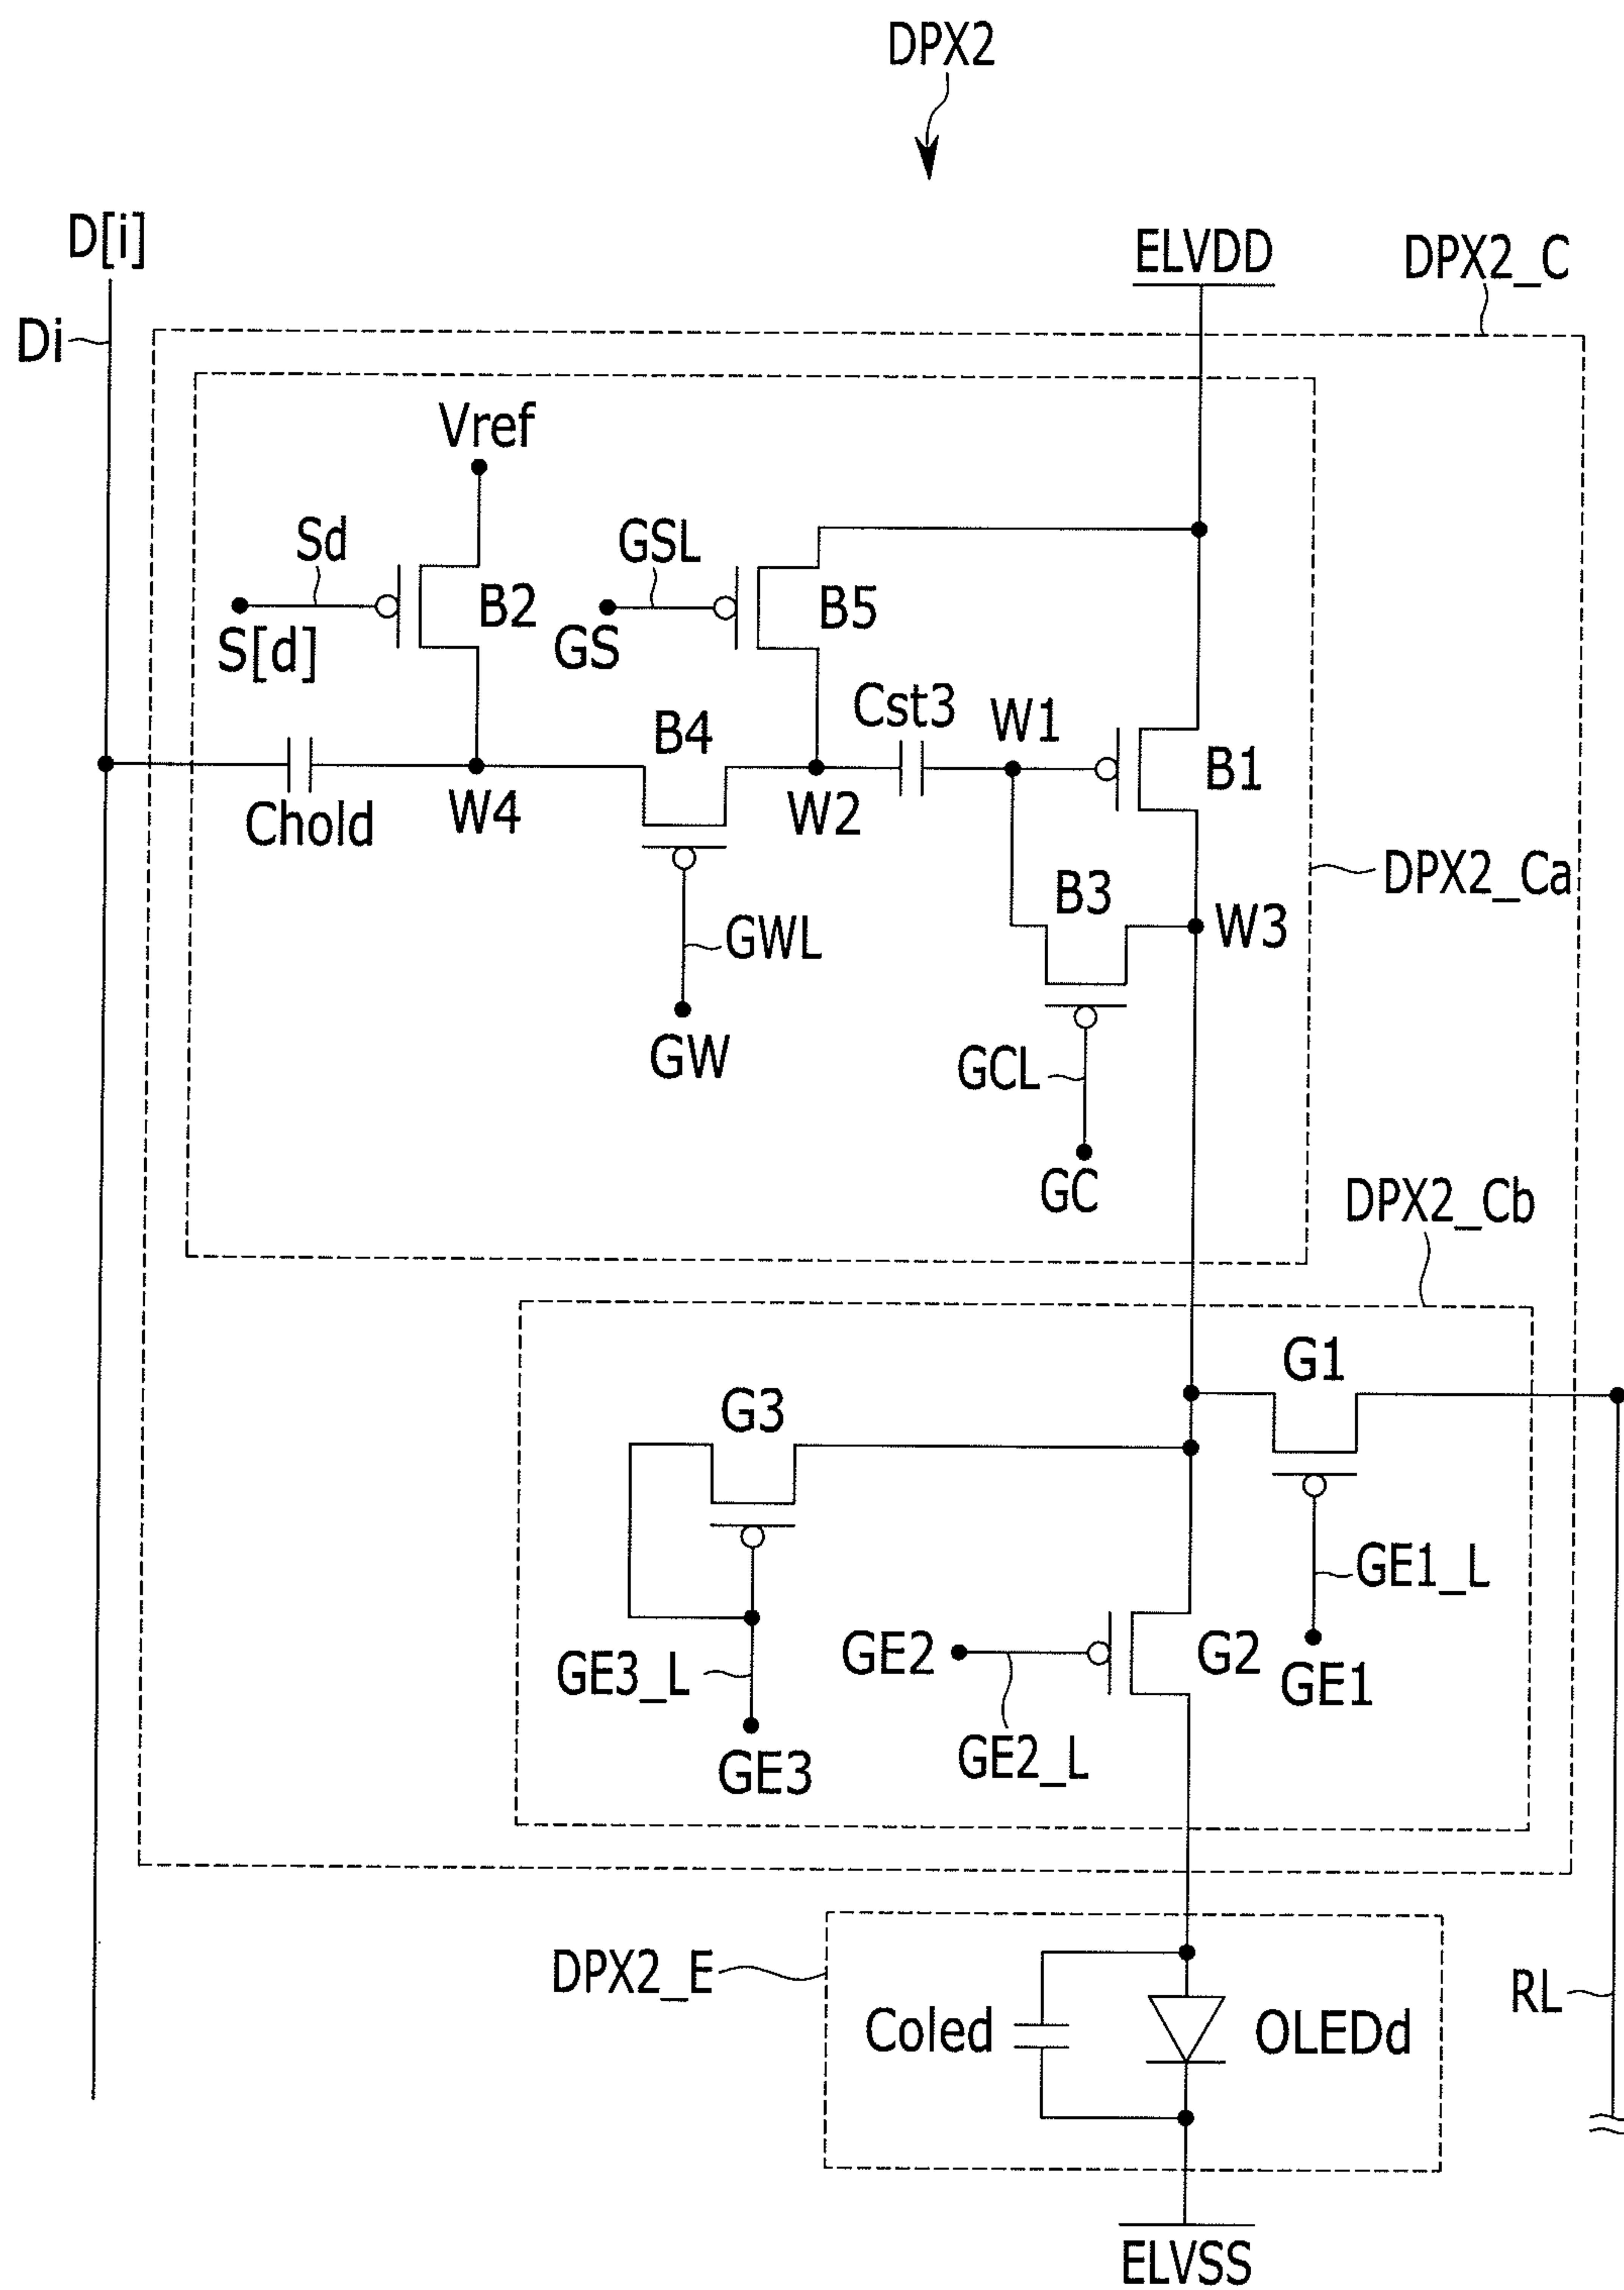 DPX2
D[i]
ELVDD
DPX2_C
Di
Vref
Sd
GSL
B2
B5
S[d]
GS
Cst3
W1
B4
B1
Chold
W4
W2
DPX2_Ca
B3
W3
GWL
GW
GCL
GC
DPX2_Cb
G1
G3
GE1_L
GE2
G2
GE3_L
GE1
GE2_L
GE3
DPX2_E
RL
Coled
OLEDd
ELVSS